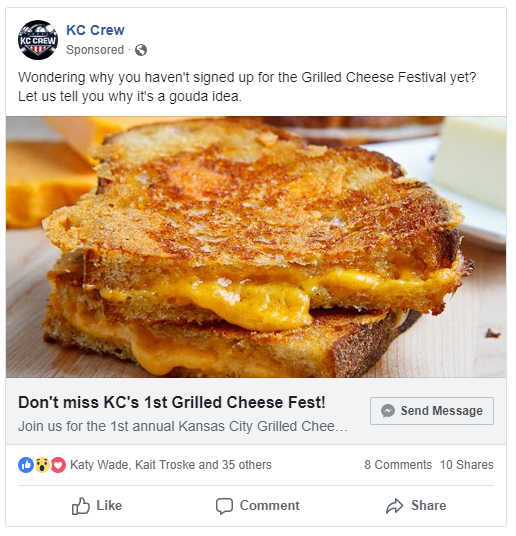 KC CREW
KC Crew
Sponsored ·
Wondering why you haven't signed up for the Grilled Cheese Festival yet?
Let us tell you why it's a gouda idea.
Don't miss KC's 1st Grilled Cheese Fest!
Join us for the 1st annual Kansas City Grilled Chee…
Send Message
Katy Wade, Kait Troske and 35 others
8 Comments 10 Shares
Like
Comment
Share